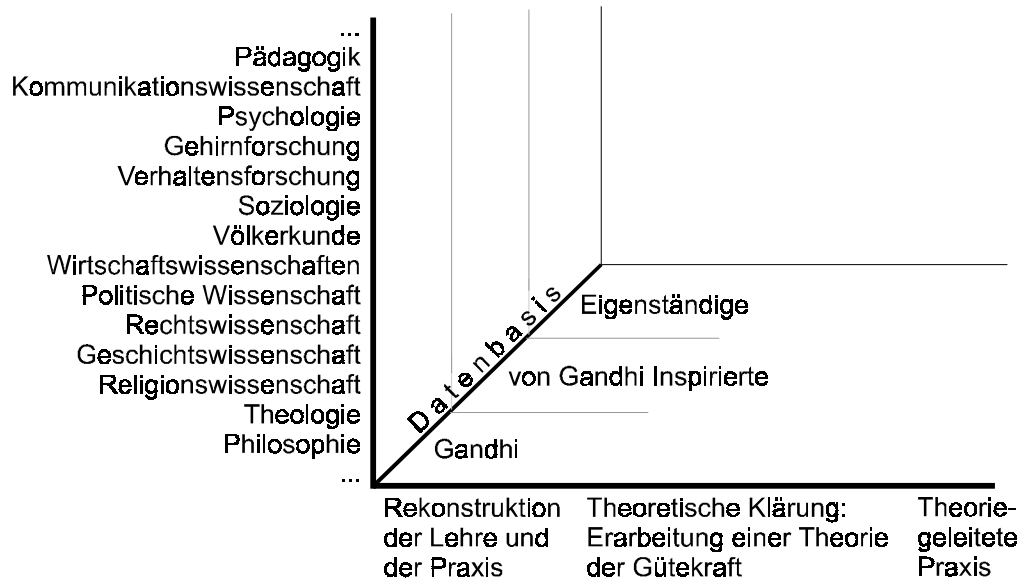 ...
Pädagogik
Kommunikationswissenschaft
Psychologie
Gehirnforschung
Verhaltensforschung
Soziologie
Völkerkunde
Wirtschaftswissenschaften
Politische Wissenschaft
Rechtswissenschaft
Geschichtswissenschaft
Religionswissenschaft
Theologie
Philosophie
...
Datenbasis
Eigenständige
von Gandhi Inspirierte
Gandhi
Rekonstruktion
der Lehre und
der Praxis
Theoretische Klärung:
Erarbeitung einer Theorie
der Gütekraft
Theorie-
geleitete
Praxis